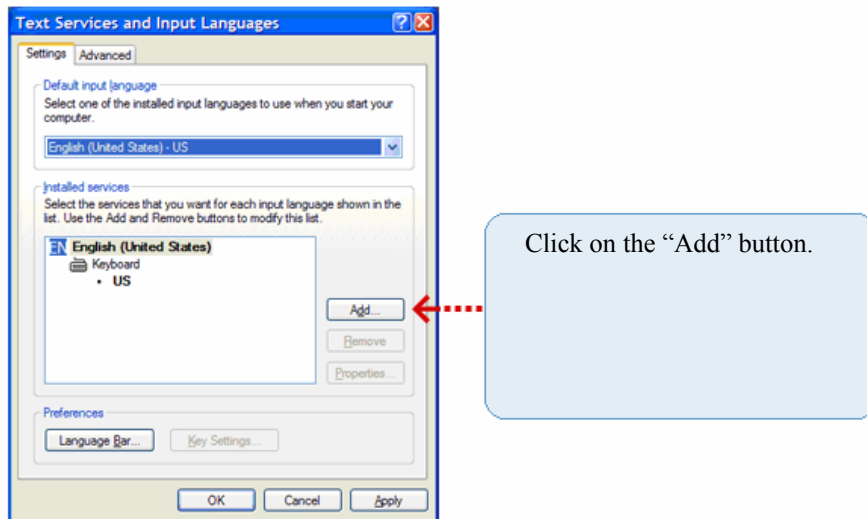 Text Services and Input Languages
Settings
Advanced
Default input language
Select one of the installed input languages to use when you start your
computer.
English (United States) - US
Installed services
Select the services that you want for each input language shown in the
list. Use the Add and Remove buttons to modify this list.
EN English (United States)
Keyboard
• US
Add...
Remove
Properties...
Click on the “Add” button.
Preferences
Language Bar...
Key Settings...
OK
Cancel
Apply